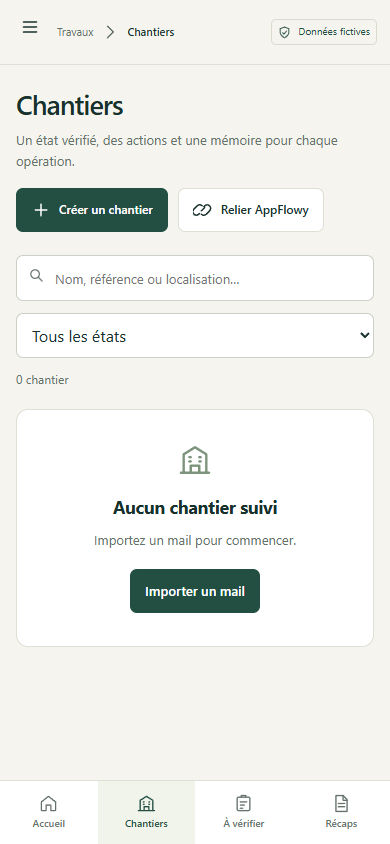 Travaux > Chantiers
Données fictives
Chantiers
Un état vérifié, des actions et une mémoire pour chaque
opération.
Créer un chantier
Relier AppFlowy
Nom, référence ou localisation...
Tous les états
0 chantier
Aucun chantier suivi
Importez un mail pour commencer.
Importer un mail
Accueil
Chantiers
À vérifier
Récaps